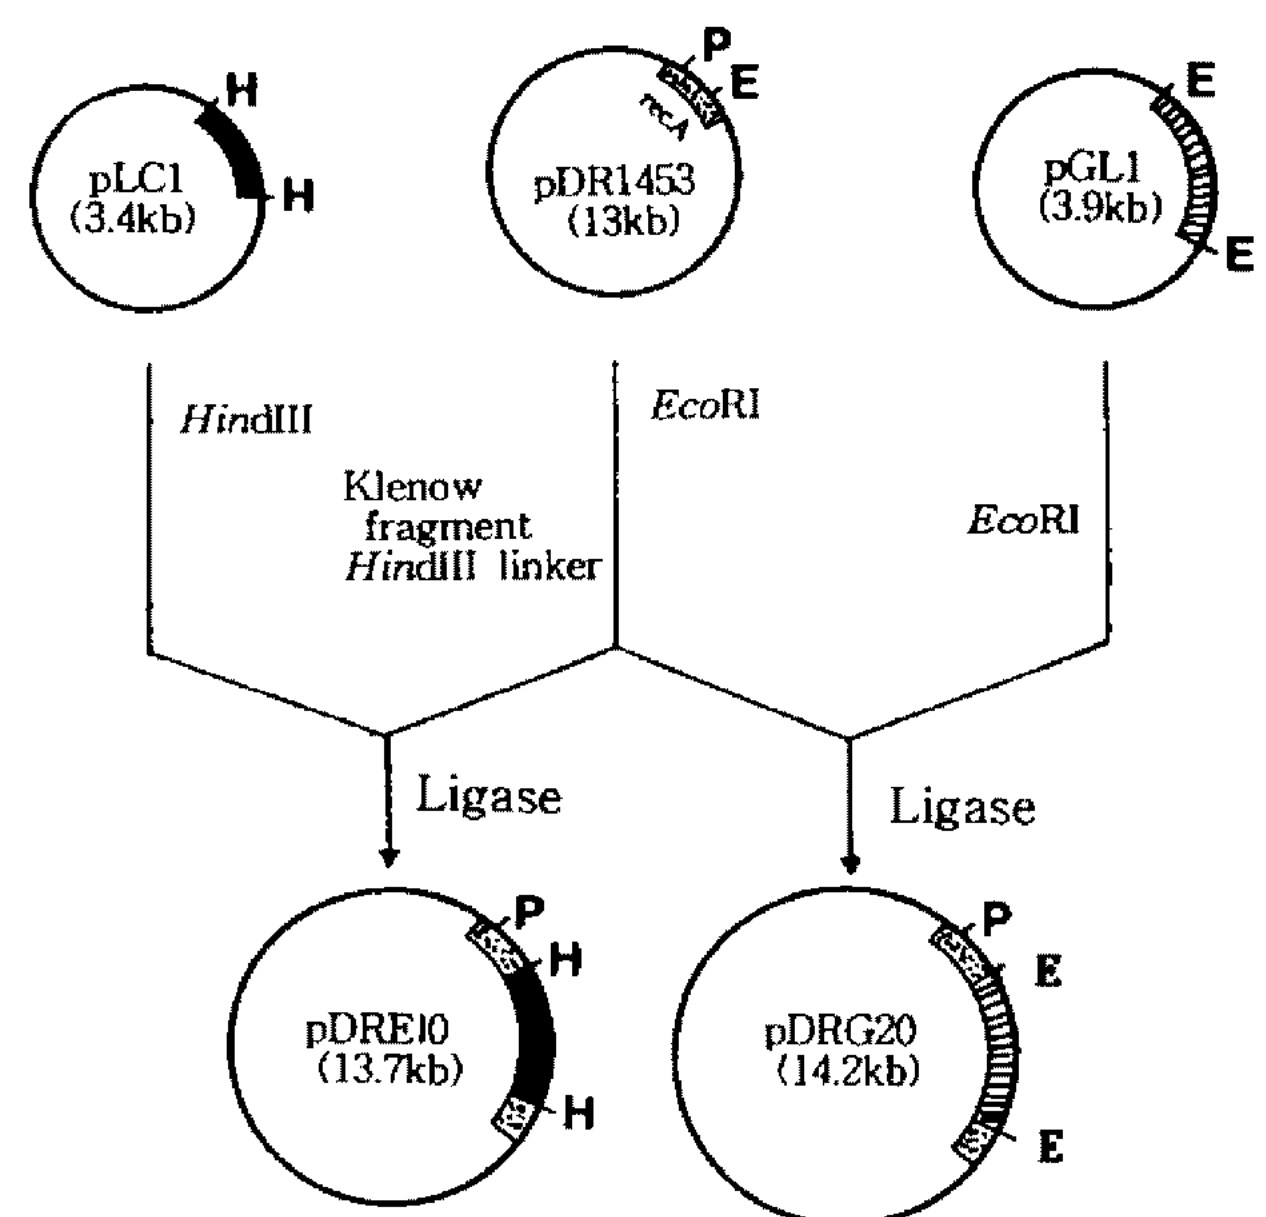 H
P
E
E
recA
pLC1
(3.4kb)
H
pDR1453
(13kb)
pGL1
(3.9kb)
E
HindIII
EcoRI
Klenow
fragment
HindIII linker
EcoRI
Ligase
Ligase
P
H
P
E
pDRE10
(13.7kb)
pDRG20
(14.2kb)
H
E